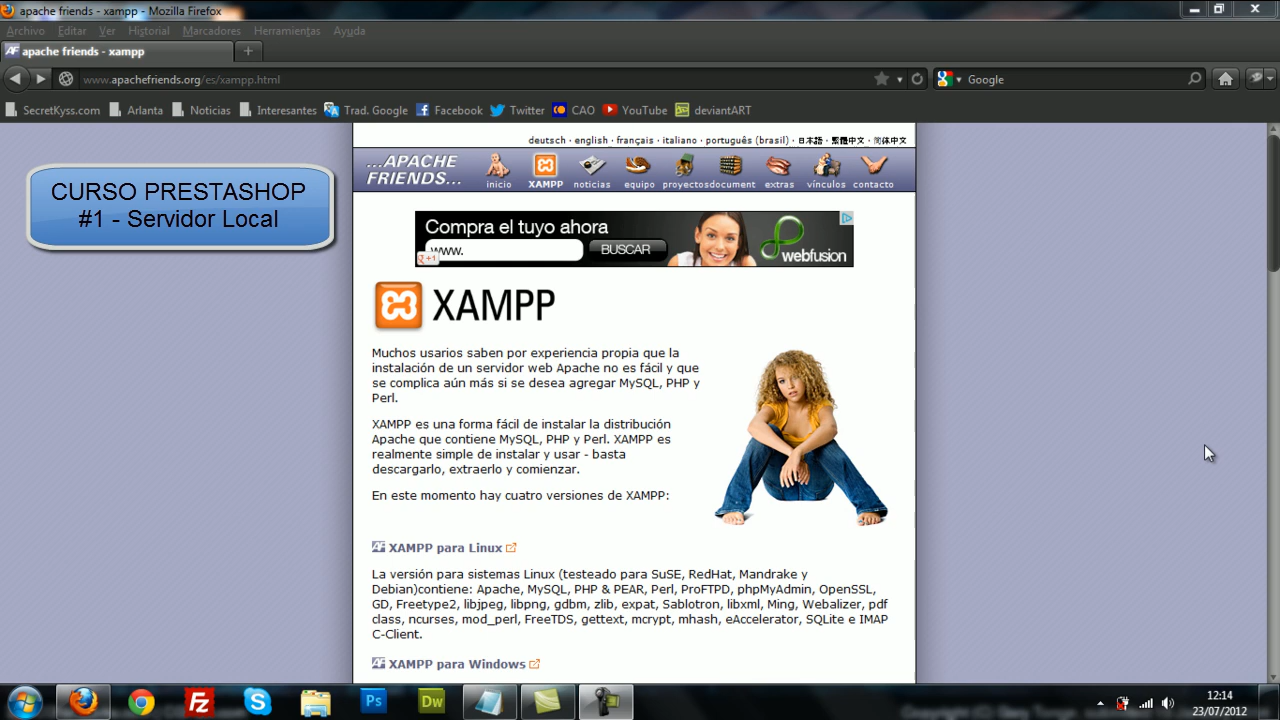 apache friends - xampp - Mozilla Firefox
Archivo Editar Ver Historial Marcadores Herramientas Ayuda
apache friends - xampp
www.apachefriends.org/es/xampp.html
Google
SecretKyss.com Arlanta Noticias Interesantes Trad. Google Facebook Twitter CAO YouTube deviantART
deutsch · english · français · italiano · português (brasil) · 日本語 · 繁體中文 · 简体中文
...APACHE
FRIENDS...
inicio XAMPP noticias equipo proyectos document extras vínculos contacto
CURSO PRESTASHOP
#1 - Servidor Local
Compra el tuyo ahora
www. BUSCAR
+1
webfusion
XAMPP
Muchos usarios saben por experiencia propia que la
instalación de un servidor web Apache no es fácil y que
se complica aún más si se desea agregar MySQL, PHP y
Perl.
XAMPP es una forma fácil de instalar la distribución
Apache que contiene MySQL, PHP y Perl. XAMPP es
realmente simple de instalar y usar - basta
descargarlo, extraerlo y comienzar.
En este momento hay cuatro versiones de XAMPP:
XAMPP para Linux
La versión para sistemas Linux (testeado para SuSE, RedHat, Mandrake y
Debian)contiene: Apache, MySQL, PHP & PEAR, Perl, ProFTPD, phpMyAdmin, OpenSSL,
GD, Freetype2, libjpeg, libpng, gdbm, zlib, expat, Sablotron, libxml, Ming, Webalizer, pdf
class, ncurses, mod_perl, FreeTDS, gettext, mcrypt, mhash, eAccelerator, SQLite e IMAP
C-Client.
XAMPP para Windows
Ps Dw
12:14
23/07/2012